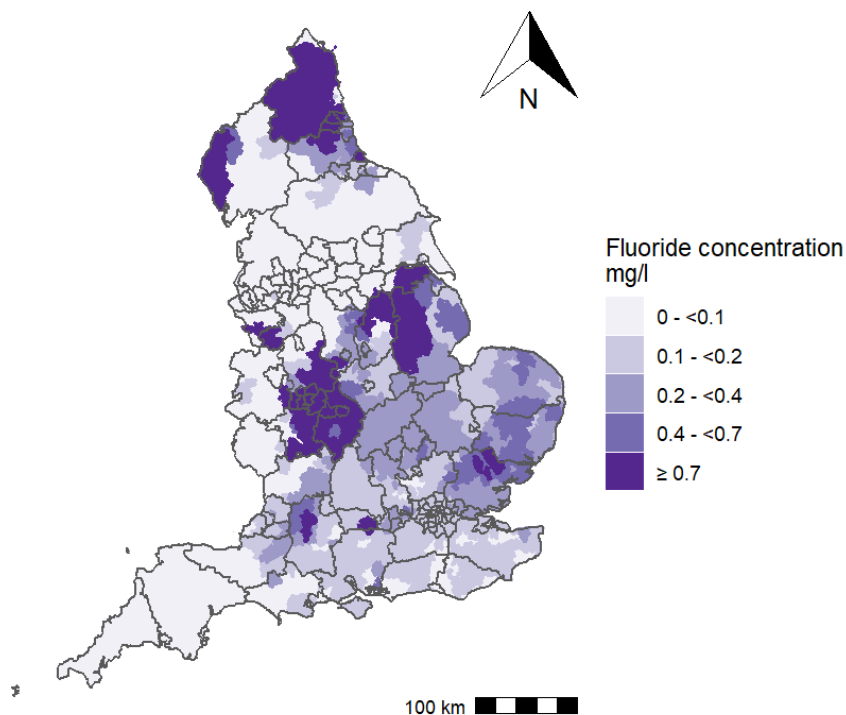 N
Fluoride concentration
mg/l
0 - <0.1
0.1 - <0.2
0.2 - <0.4
0.4 - <0.7
≥ 0.7
100 km